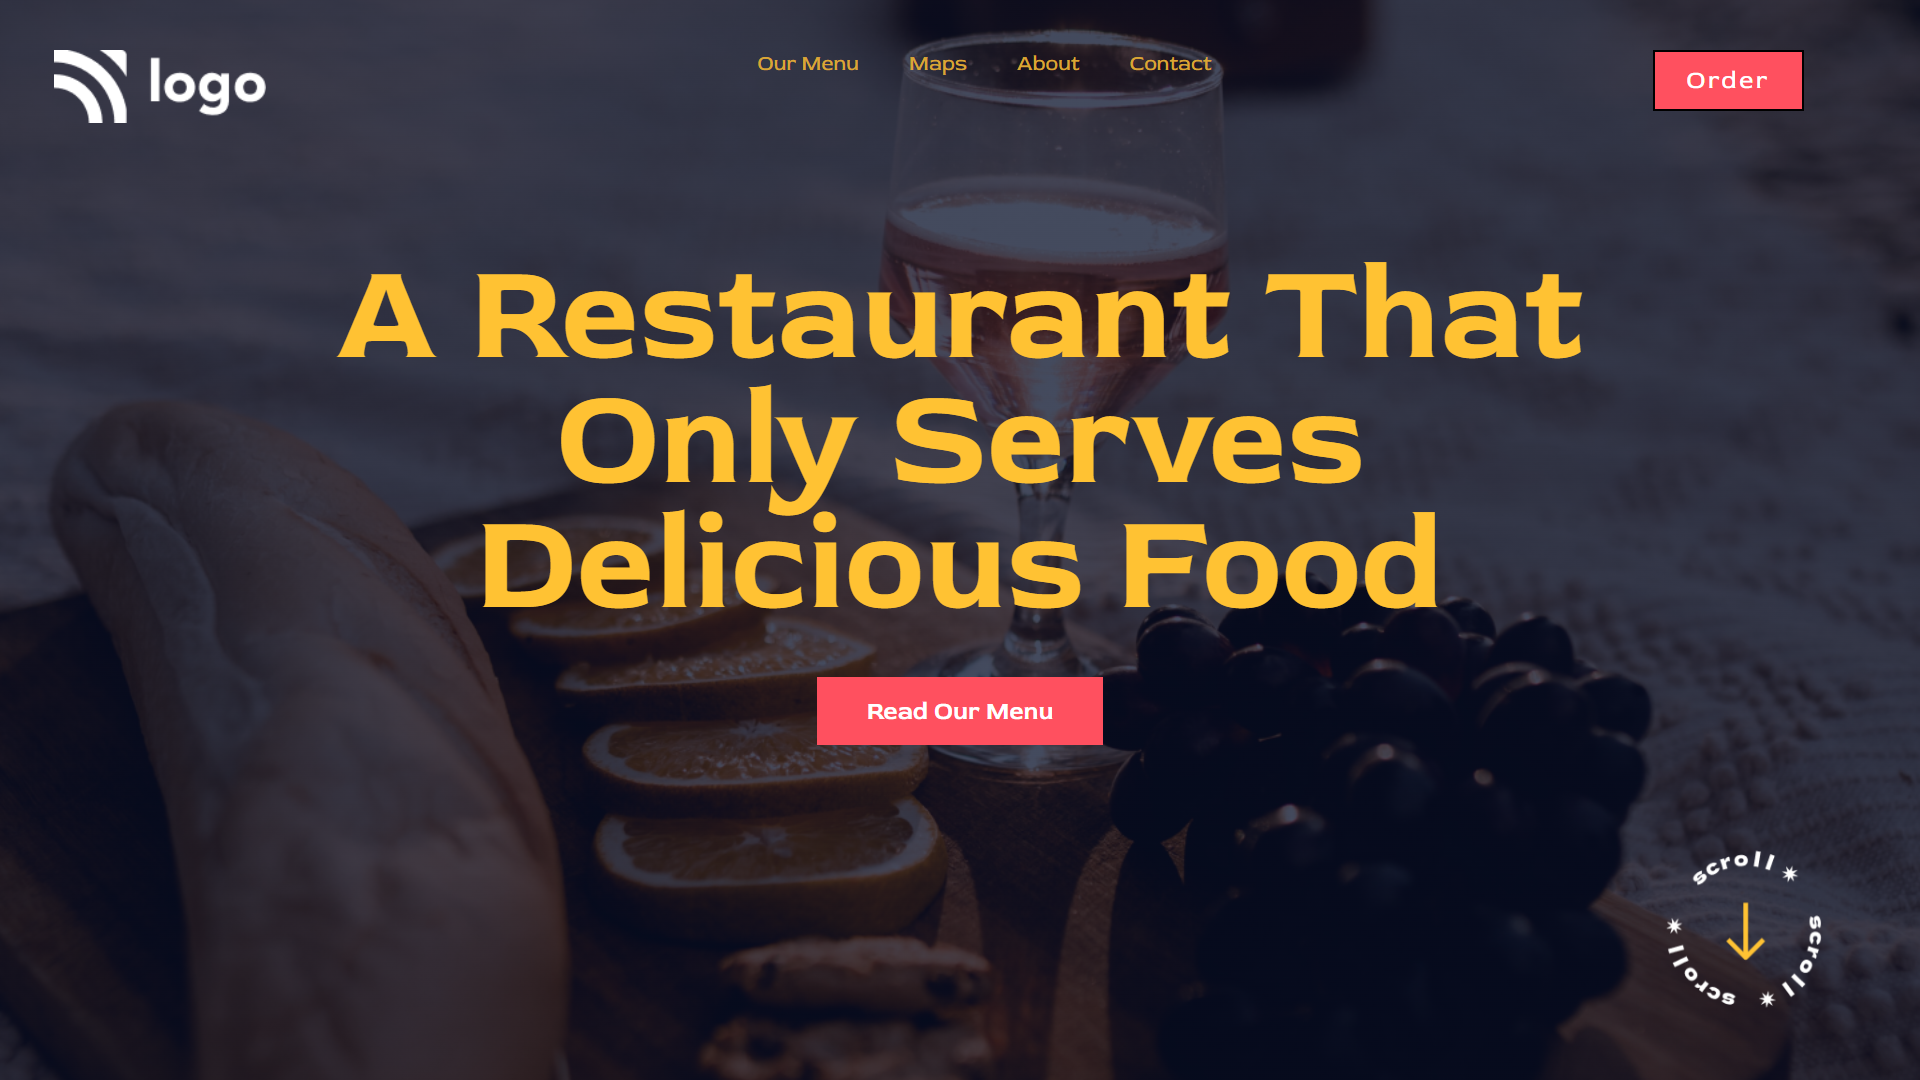 logo
Our Menu
Maps
About
Contact
Order
A Restaurant That
Only Serves
Delicious Food
Read Our Menu
scroll ✷ scroll ✷ scroll ✷